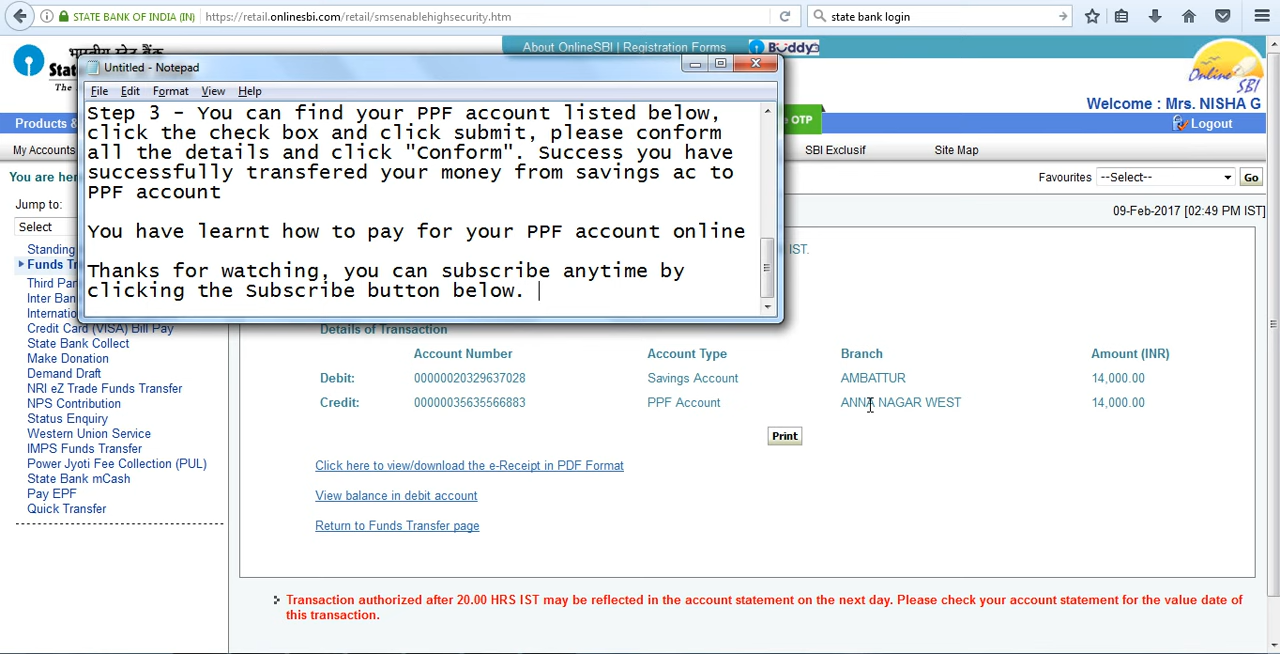 STATE BANK OF INDIA (IN)
https://retail.onlinesbi.com/retail/smsenablehighsecurity.htm
state bank login
भारतीय स्टेट बैंक
About OnlineSBI | Registration Forms
Buddy
Online SBI
Welcome : Mrs. NISHA G
Logout
Products &
OTP
My Accounts
SBI Exclusif
Site Map
You are here
Favourites
--Select--
Go
09-Feb-2017 [02:49 PM IST]
Jump to:
Select
Untitled - Notepad
File Edit Format View Help
Step 3 - You can find your PPF account listed below,
click the check box and click submit, please conform
all the details and click "Conform". Success you have
successfully transfered your money from savings ac to
PPF account
You have learnt how to pay for your PPF account online
Thanks for watching, you can subscribe anytime by
clicking the Subscribe button below.
IST.
Standing
Funds T
Third Par
Inter Ban
Internatio
Credit Card (VISA) Bill Pay
State Bank Collect
Make Donation
Demand Draft
NRI eZ Trade Funds Transfer
NPS Contribution
Status Enquiry
Western Union Service
IMPS Funds Transfer
Power Jyoti Fee Collection (PUL)
State Bank mCash
Pay EPF
Quick Transfer
Details of Transaction
Account Number Account Type Branch Amount (INR)
Debit: 00000020329637028 Savings Account AMBATTUR 14,000.00
Credit: 00000035635566883 PPF Account ANNA NAGAR WEST 14,000.00
Print
Click here to view/download the e-Receipt in PDF Format
View balance in debit account
Return to Funds Transfer page
Transaction authorized after 20.00 HRS IST may be reflected in the account statement on the next day. Please check your account statement for the value date of
this transaction.